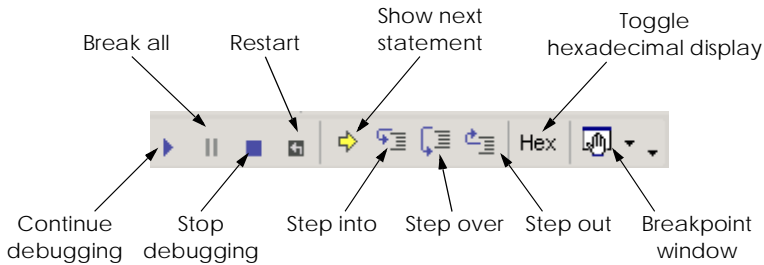 Show next
statement
Toggle
hexadecimal display
Break all
Restart
Hex
Continue
debugging
Stop
debugging
Step into
Step over
Step out
Breakpoint
window